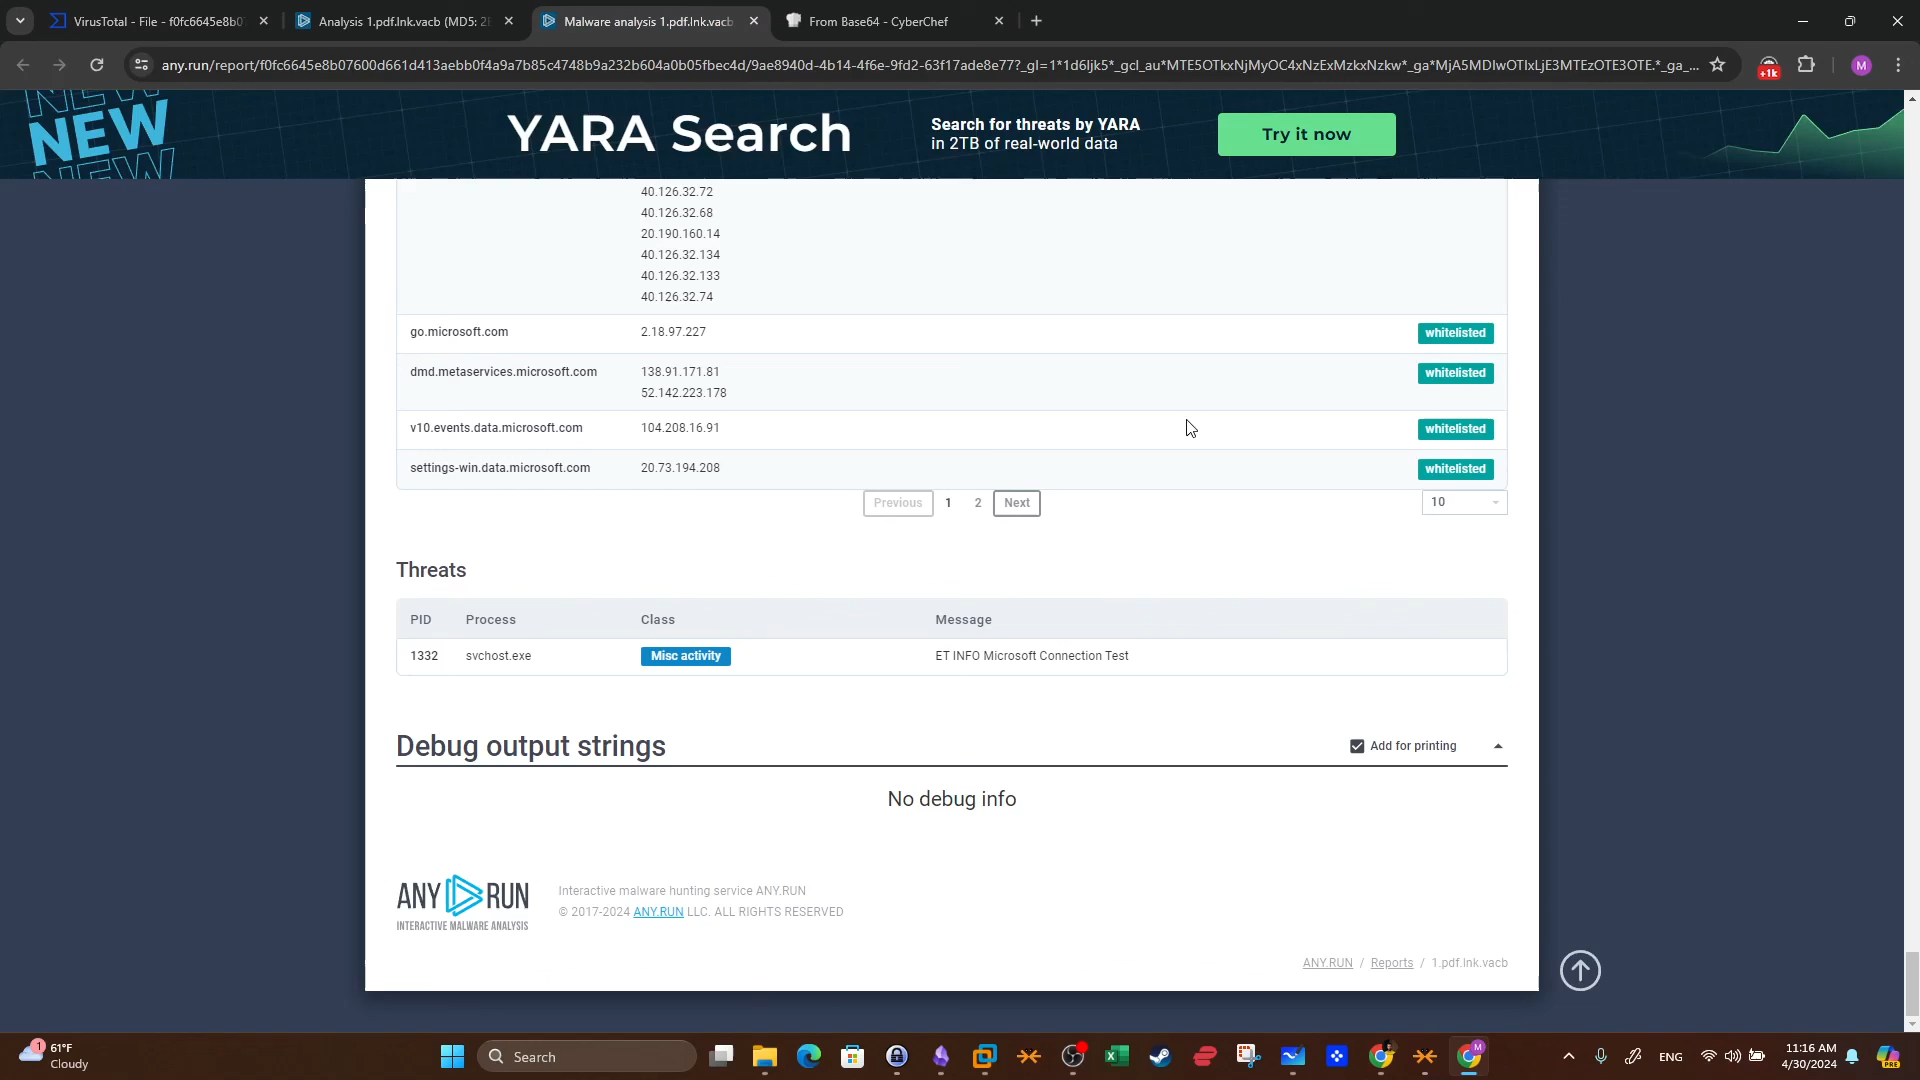 VirusTotal - File - f0fc6645e8b0
Analysis 1.pdf.lnk.vacb (MD5: 2
Malware analysis 1.pdf.lnk.vacb
From Base64 - CyberChef
any.run/report/f0fc6645e8b07600d661d413aebb0f4a9a7b85c4748b9a232b604a0b05fbec4d/9ae8940d-4b14-4f6e-9fd2-63f17ade8e77?_gl=1*1d6ljk5*_gcl_au*MTE5OTkxNjMyOC4xNzExMzkxNzkw*_ga*MjA5MDIwOTIxLjE3MTEzOTE3OTE.*_ga_...
+1k
M
NEW
NEW
NEW
YARA Search
Search for threats by YARA
in 2TB of real-world data
Try it now
40.126.32.72
40.126.32.68
20.190.160.14
40.126.32.134
40.126.32.133
40.126.32.74
go.microsoft.com 2.18.97.227 whitelisted
dmd.metaservices.microsoft.com 138.91.171.81 whitelisted
52.142.223.178
v10.events.data.microsoft.com 104.208.16.91 whitelisted
settings-win.data.microsoft.com 20.73.194.208 whitelisted
Previous 1 2 Next 10
Threats
PID Process Class Message
1332 svchost.exe Misc activity ET INFO Microsoft Connection Test
Debug output strings Add for printing
No debug info
ANY RUN
INTERACTIVE MALWARE ANALYSIS
Interactive malware hunting service ANY.RUN
© 2017-2024 ANY.RUN LLC. ALL RIGHTS RESERVED
ANY.RUN / Reports / 1.pdf.lnk.vacb
1
61°F
Cloudy
Search
M
ENG
11:16 AM
4/30/2024
PRE